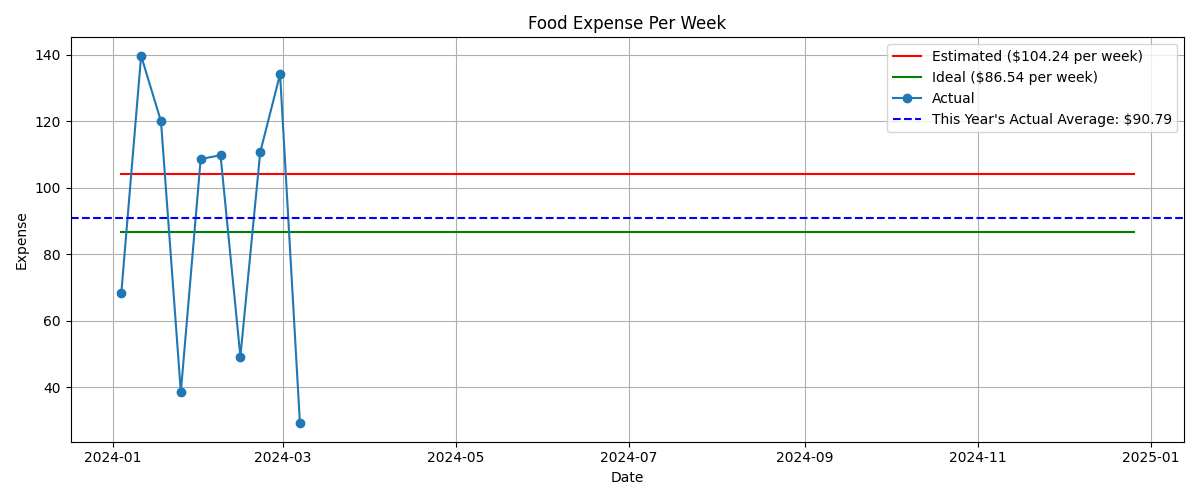 Food Expense Per Week
Estimated ($104.24 per week)
Ideal ($86.54 per week)
Actual
This Year's Actual Average: $90.79
Expense
140
120
100
80
60
40
2024-01 2024-03 2024-05 2024-07 2024-09 2024-11 2025-01
Date